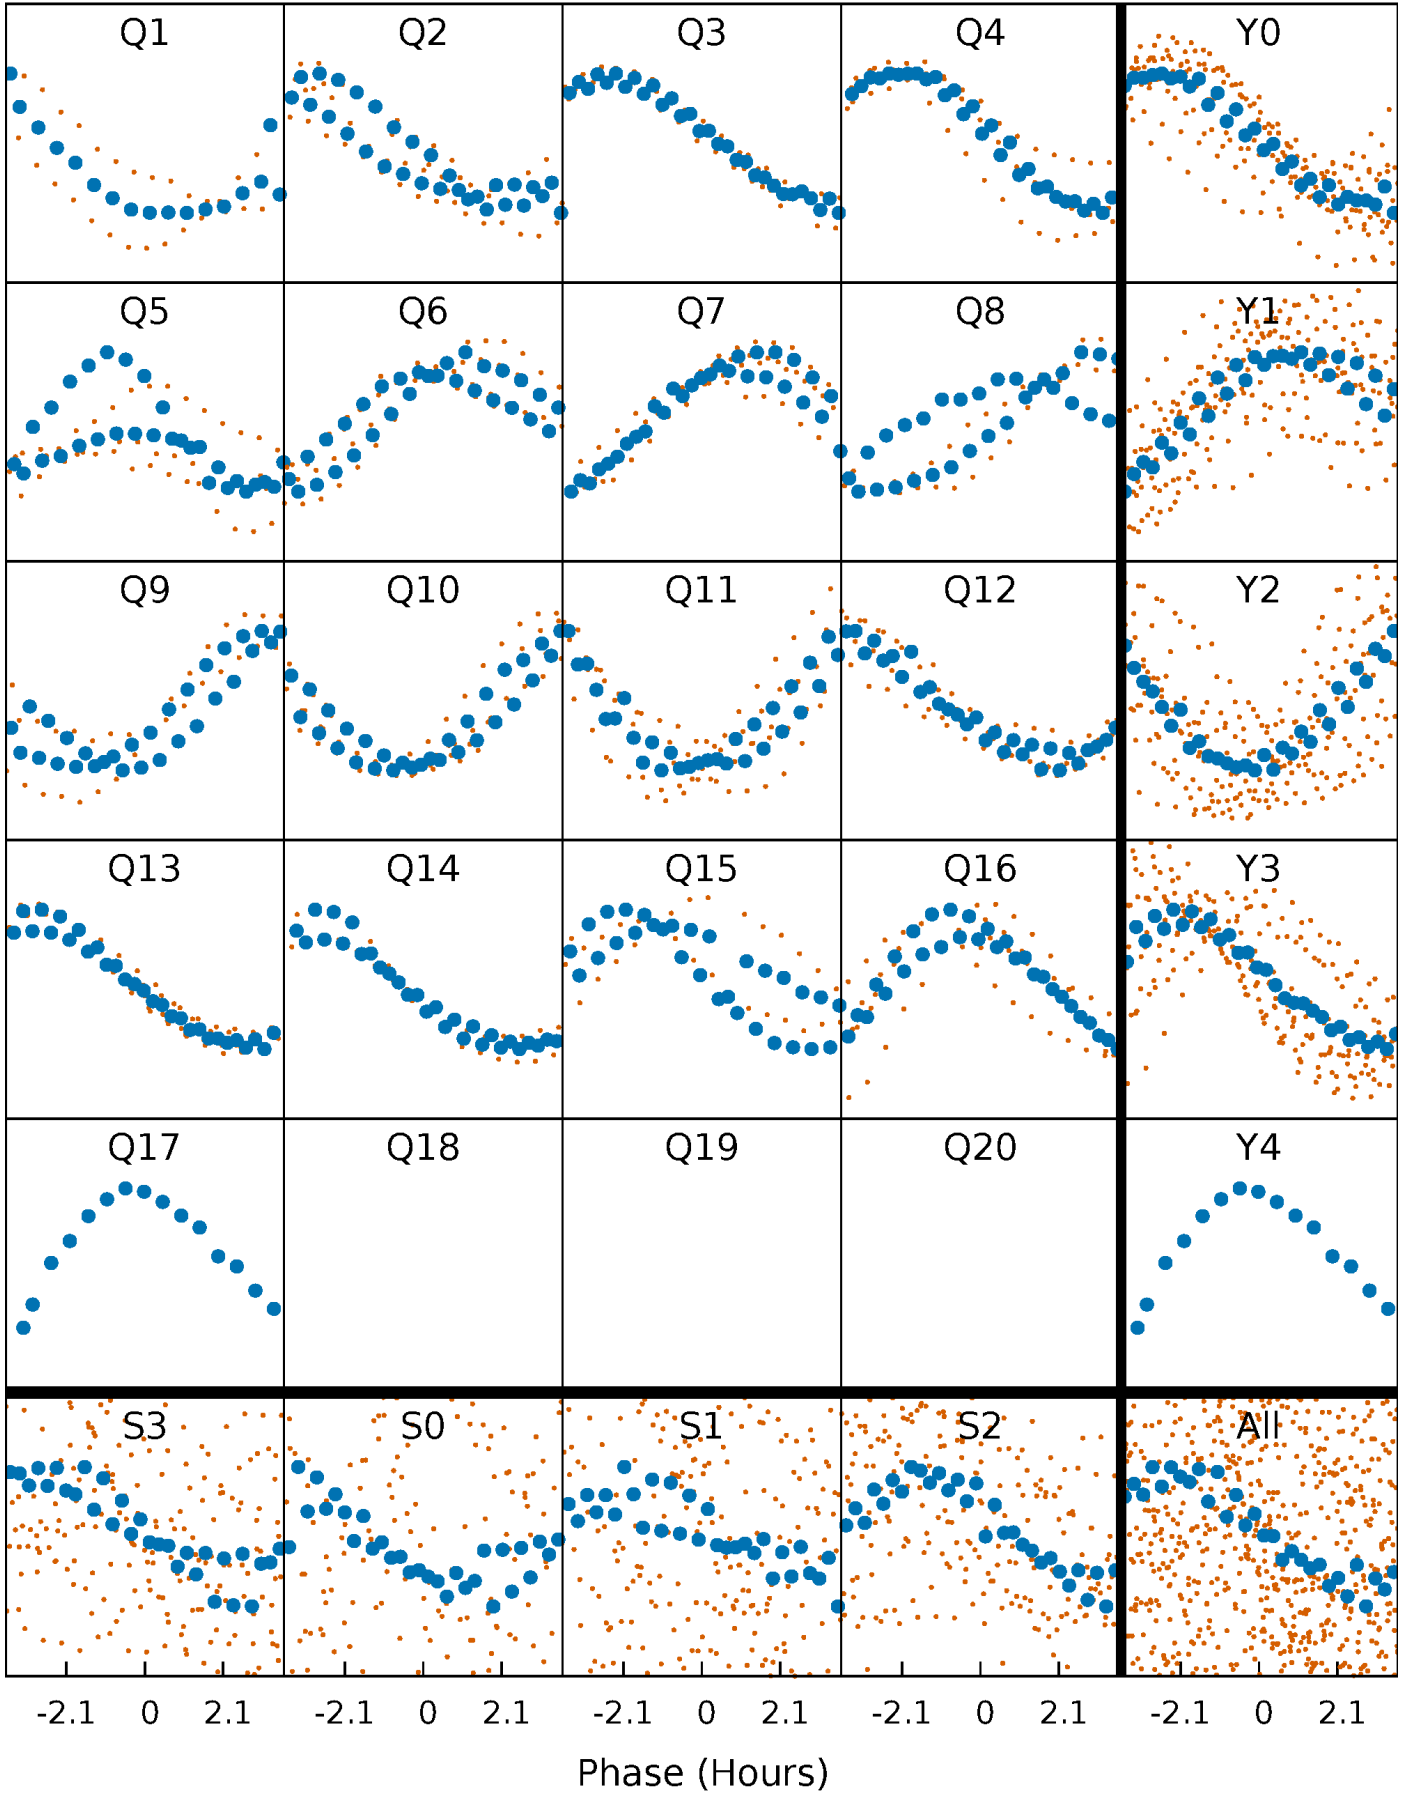 Q1 Q2 Q3 Q4 Y0
Q5 Q6 Q7 Q8 Y1
Q9 Q10 Q11 Q12 Y2
Q13 Q14 Q15 Q16 Y3
Q17 Q18 Q19 Q20 Y4
S3 S0 S1 S2 All
-2.1 0 2.1 -2.1 0 2.1 -2.1 0 2.1 -2.1 0 2.1 -2.1 0 2.1
Phase (Hours)